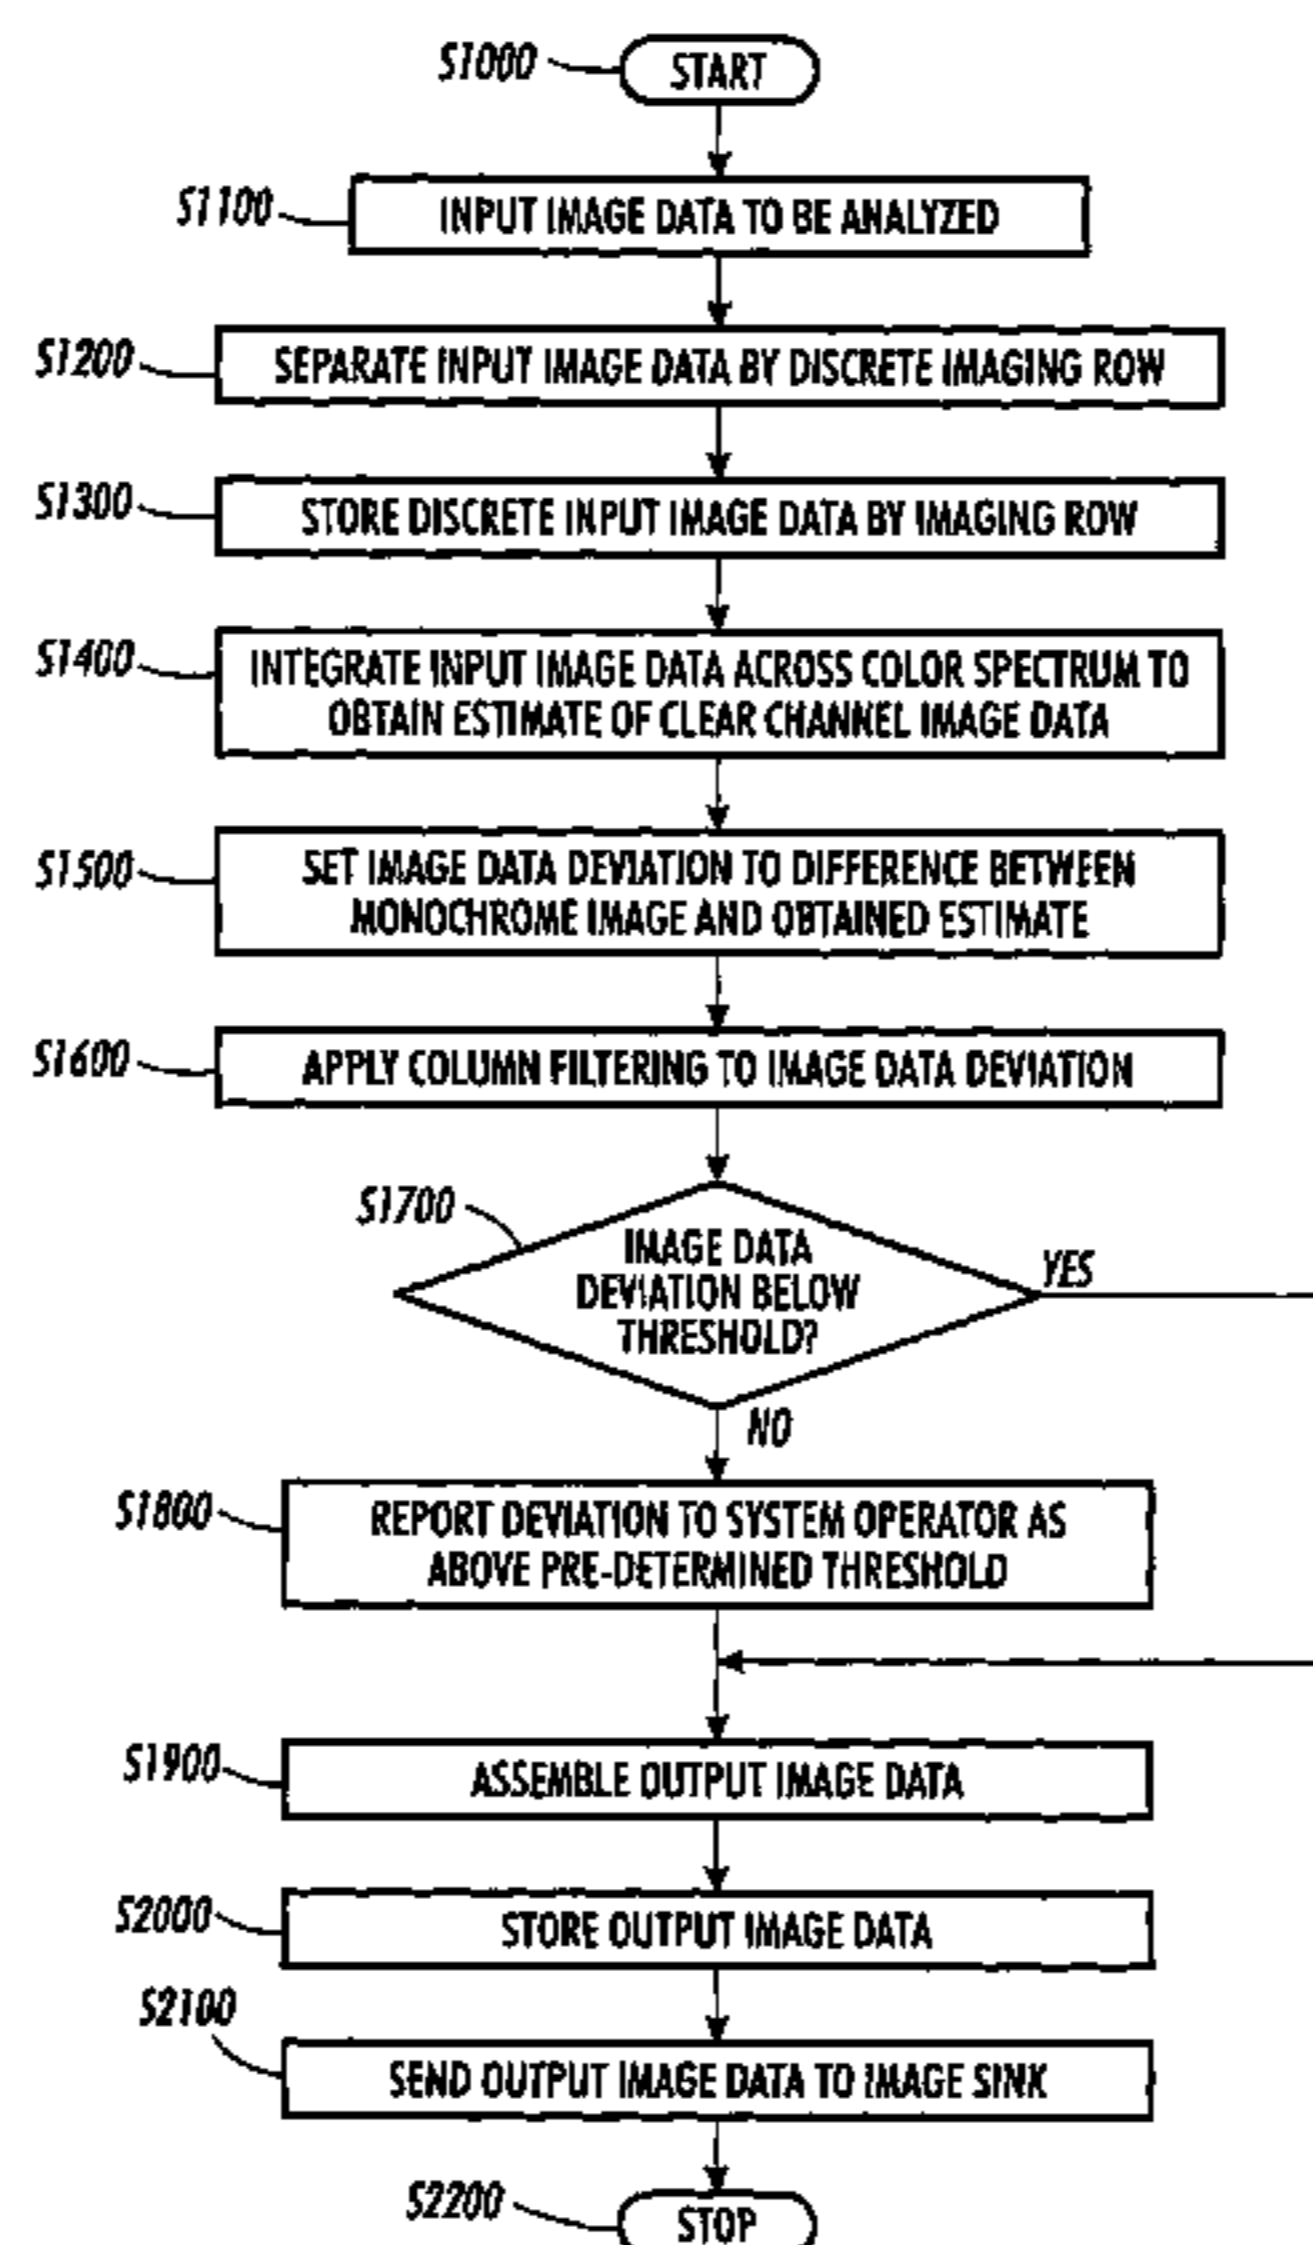 S1000
START
S1100
INPUT IMAGE DATA TO BE ANALYZED
S1200
SEPARATE INPUT IMAGE DATA BY DISCRETE IMAGING ROW
S1300
STORE DISCRETE INPUT IMAGE DATA BY IMAGING ROW
S1400
INTEGRATE INPUT IMAGE DATA ACROSS COLOR SPECTRUM TO
OBTAIN ESTIMATE OF CLEAR CHANNEL IMAGE DATA
S1500
SET IMAGE DATA DEVIATION TO DIFFERENCE BETWEEN
MONOCHROME IMAGE AND OBTAINED ESTIMATE
S1600
APPLY COLUMN FILTERING TO IMAGE DATA DEVIATION
S1700
IMAGE DATA
DEVIATION BELOW
THRESHOLD?
YES
NO
S1800
REPORT DEVIATION TO SYSTEM OPERATOR AS
ABOVE PRE-DETERMINED THRESHOLD
S1900
ASSEMBLE OUTPUT IMAGE DATA
S2000
STORE OUTPUT IMAGE DATA
S2100
SEND OUTPUT IMAGE DATA TO IMAGE SINK
S2200
STOP